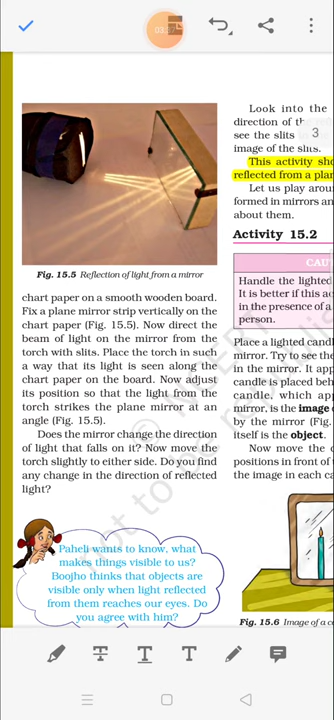 03:37
3
Fig. 15.5 Reflection of light from a mirror
chart paper on a smooth wooden board.
Fix a plane mirror strip vertically on the
chart paper (Fig. 15.5). Now direct the
beam of light on the mirror from the
torch with slits. Place the torch in such
a way that its light is seen along the
chart paper on the board. Now adjust
its position so that the light from the
torch strikes the plane mirror at an
angle (Fig. 15.5).
Does the mirror change the direction
of light that falls on it? Now move the
torch slightly to either side. Do you find
any change in the direction of reflected
light?
Paheli wants to know, what
makes things visible to us?
Boojho thinks that objects are
visible only when light reflected
from them reaches our eyes. Do
you agree with him?
Look into the
direction of the
see the slits
image of the slits.
This activity sho
reflected from a plan
Let us play arou
formed in mirrors an
about them.
Activity 15.2
CAU
Handle the lighted
It is better if this ac
in the presence of a
person.
Place a lighted cand
mirror. Try to see the
in the mirror. It app
candle is placed beh
candle, which app
mirror, is the image o
by the mirror (Fig.
itself is the object.
Now move the c
positions in front of
the image in each ca
Fig. 15.6 Image of a c
not to be republished
T T T